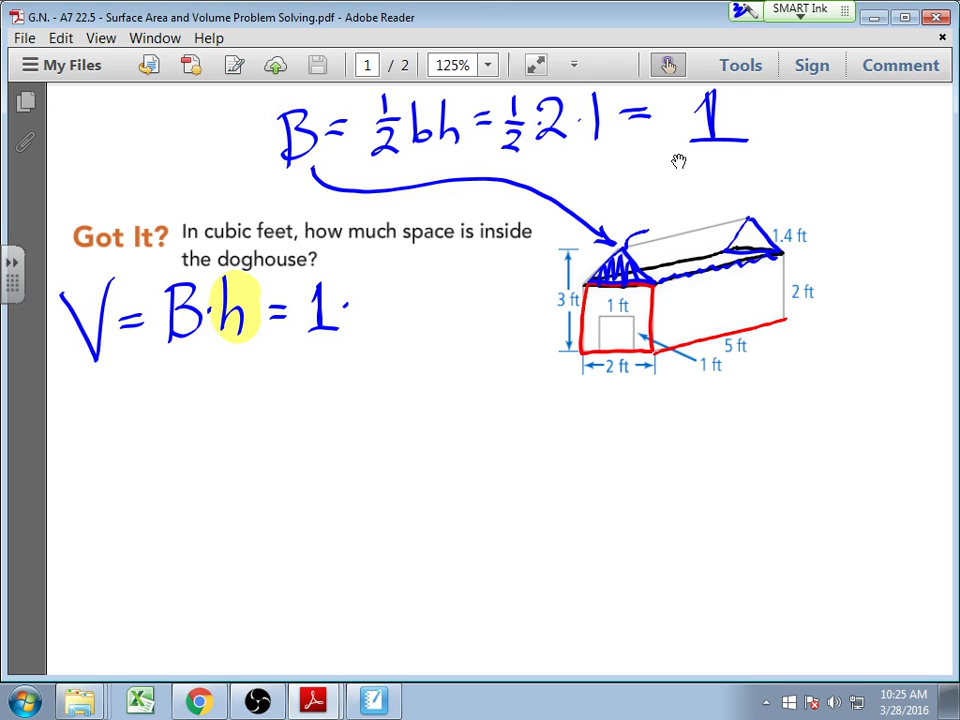 G.N. - A7 22.5 - Surface Area and Volume Problem Solving.pdf - Adobe Reader
SMART Ink
File Edit View Window Help
My Files 1 / 2 125% Tools Sign Comment
B = 1/2 bh = 1/2 · 2 · 1 = 1
Got It? In cubic feet, how much space is inside
the doghouse?
V = B · h = 1 ·
1.4 ft
3 ft
1 ft
2 ft
5 ft
2 ft
1 ft
10:25 AM
3/28/2016